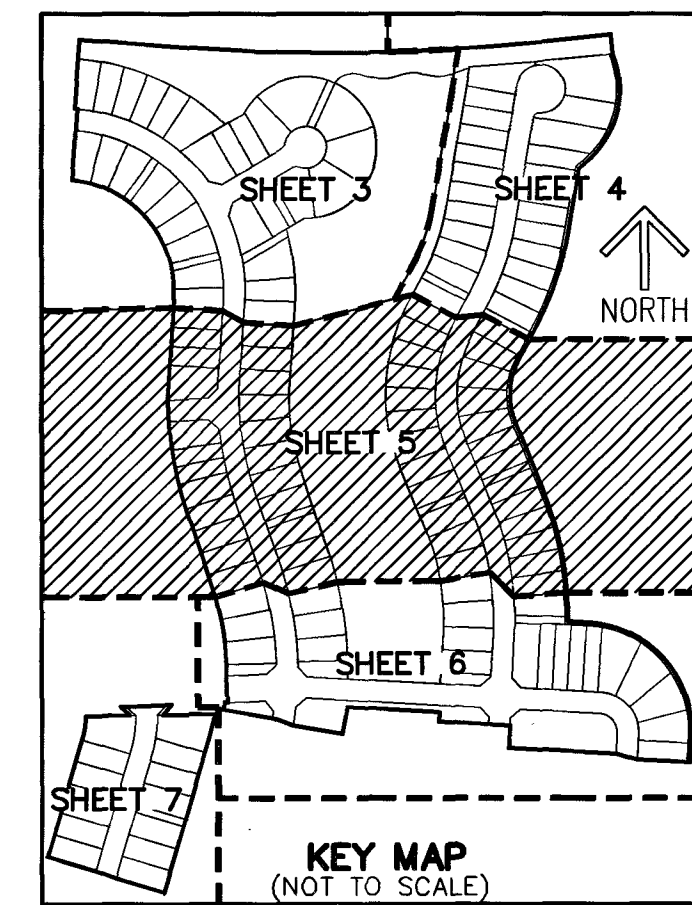 SHEET 3
SHEET 4
NORTH
SHEET 5
SHEET 6
SHEET 7
KEY MAP
(NOT TO SCALE)